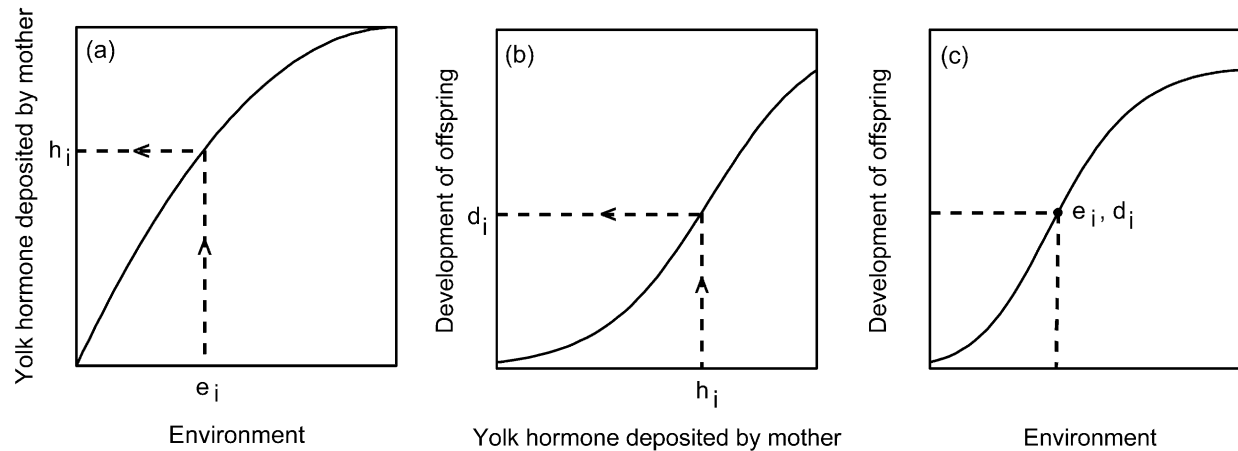 (a)
Yolk hormone deposited by mother
h i
e i
Environment
(b)
Development of offspring
d i
h i
Yolk hormone deposited by mother
(c)
Development of offspring
e i , d i
Environment